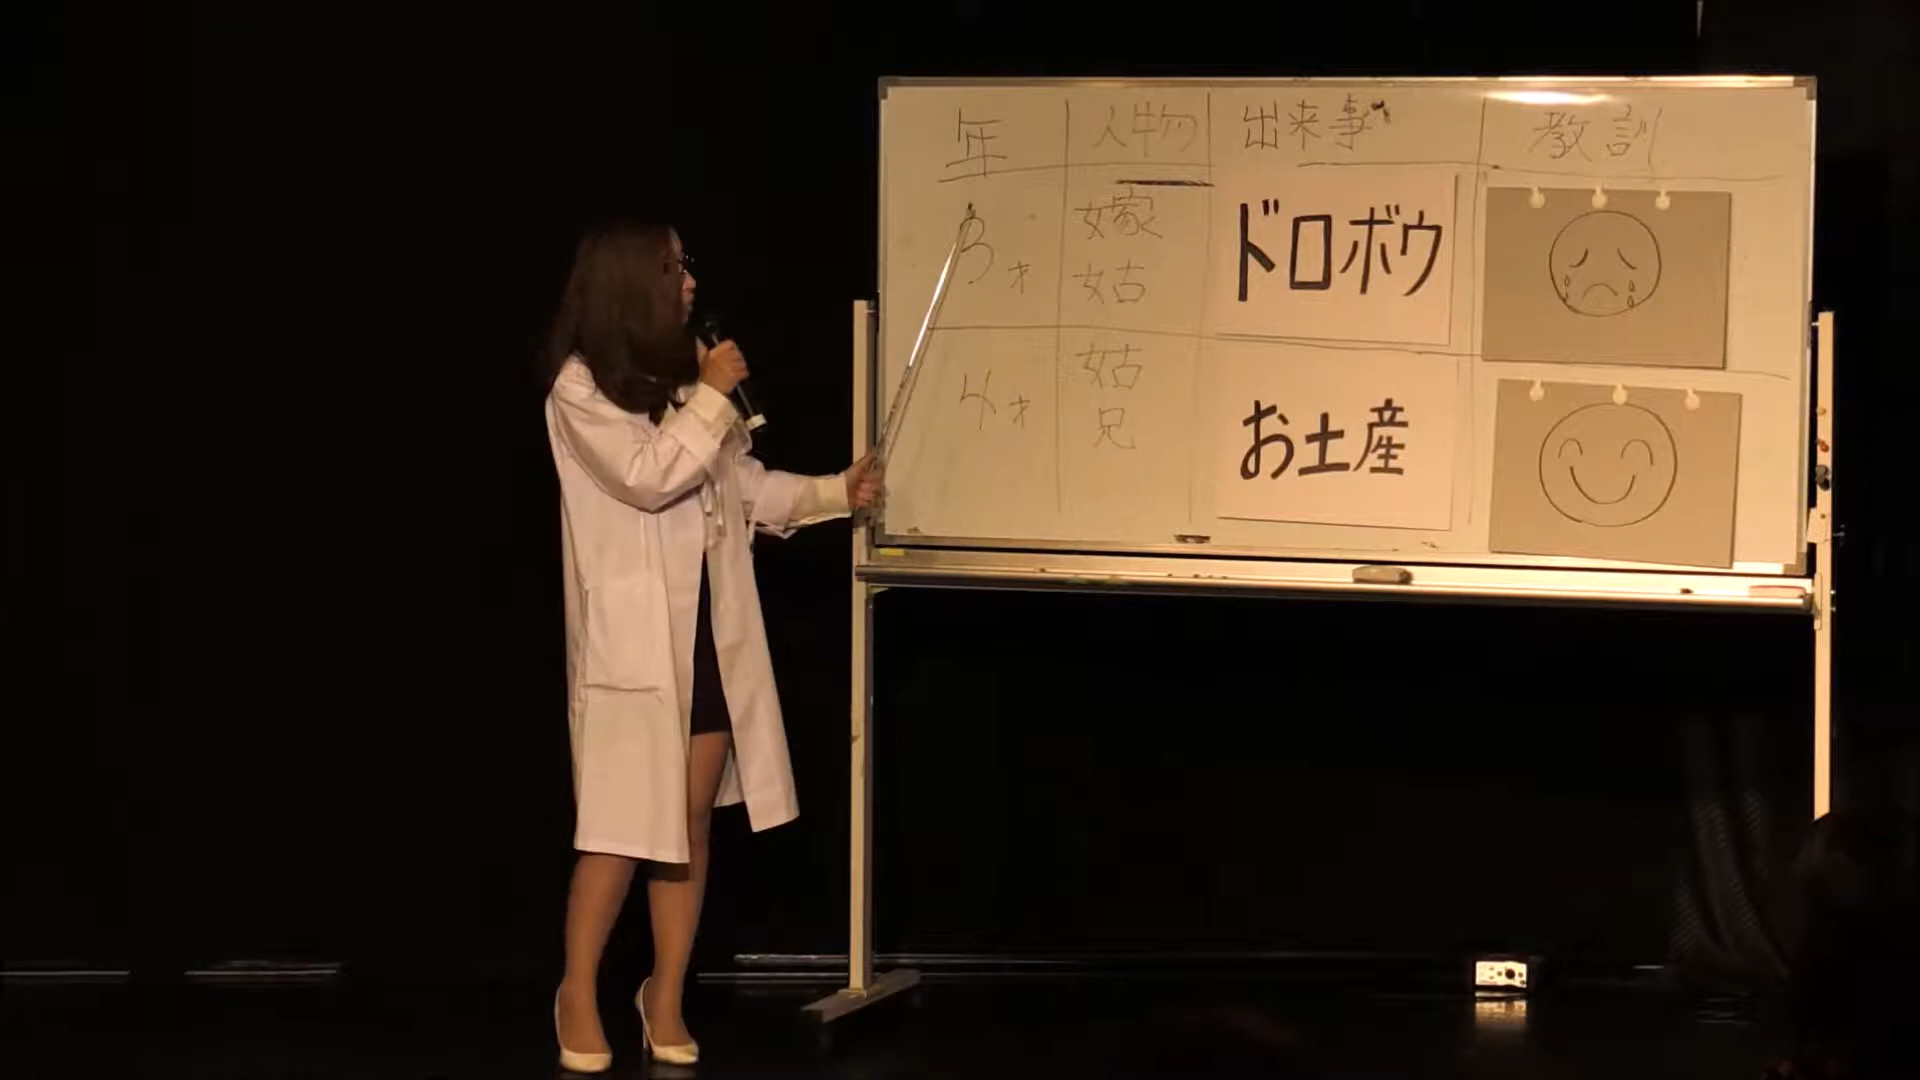 年 人物 出来事 教訓
3才 嫁 ドロボウ
姑
4才 姑 お土産
兄